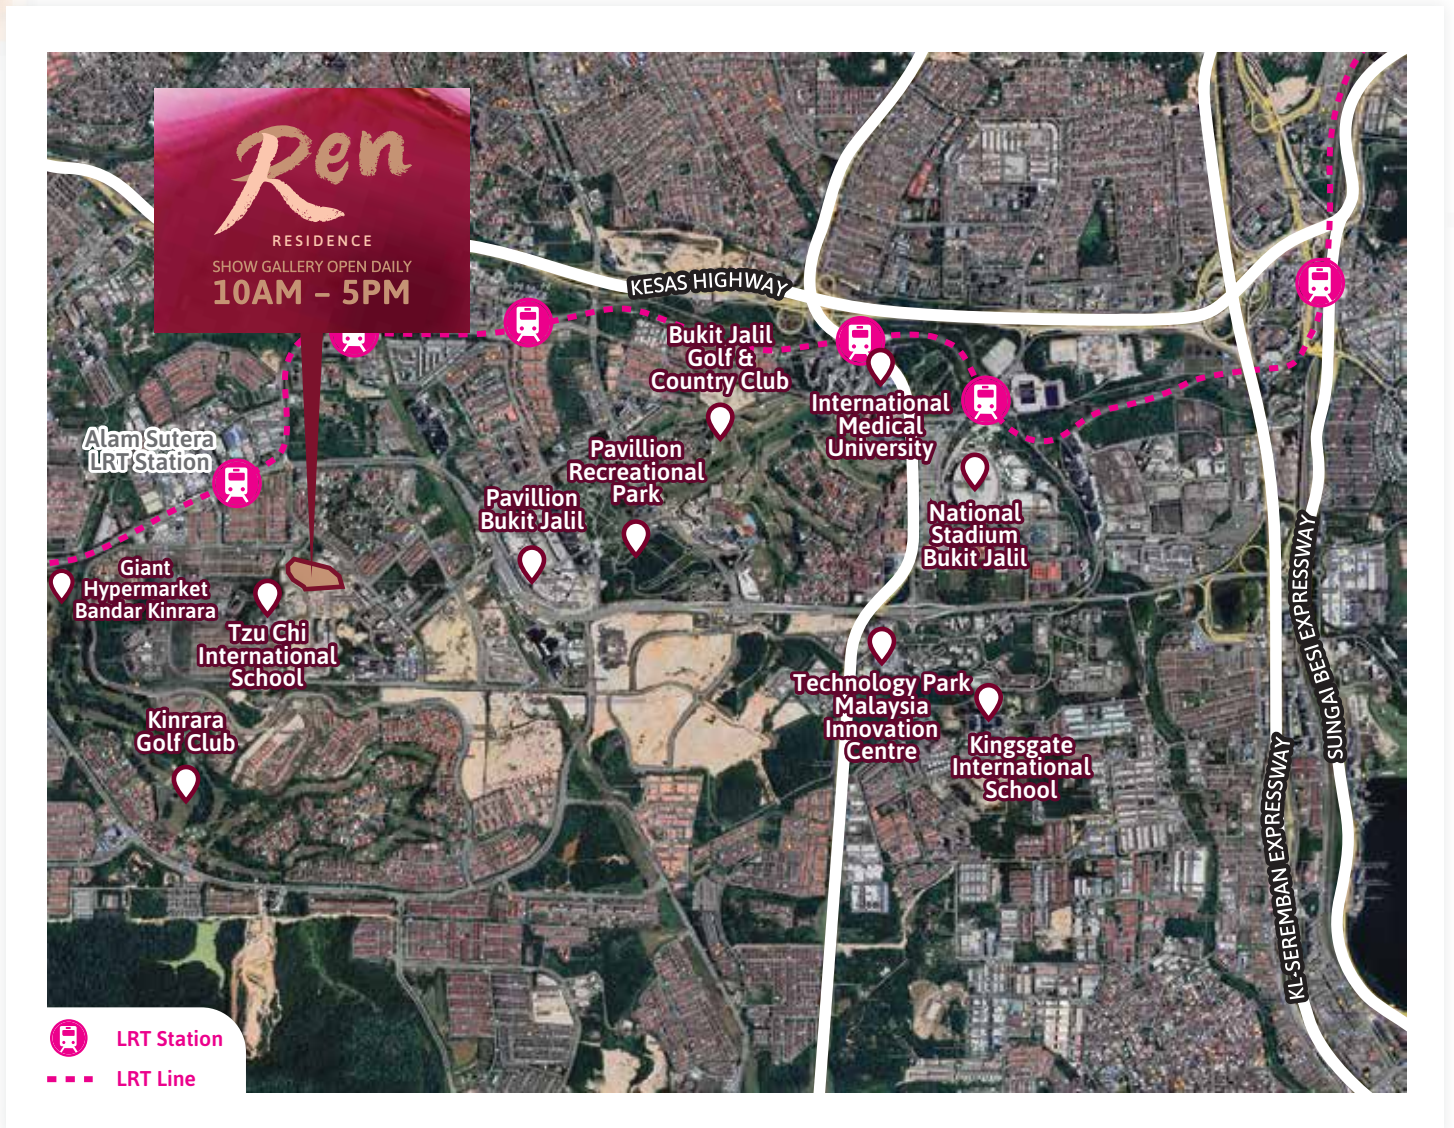 Ren
RESIDENCE
SHOW GALLERY OPEN DAILY
10AM – 5PM
KESAS HIGHWAY
Bukit Jalil
Golf &
Country Club
International
Medical
University
Alam Sutera
LRT Station
Pavillion
Recreational
Park
Pavillion
Bukit Jalil
National
Stadium
Bukit Jalil
Giant
Hypermarket
Bandar Kinrara
Tzu Chi
International
School
Kinrara
Golf Club
Technology Park
Malaysia
Innovation
Centre
Kingsgate
International
School
SUNGAI BESI EXPRESSWAY
KL-SEREMBAN EXPRESSWAY
LRT Station
LRT Line